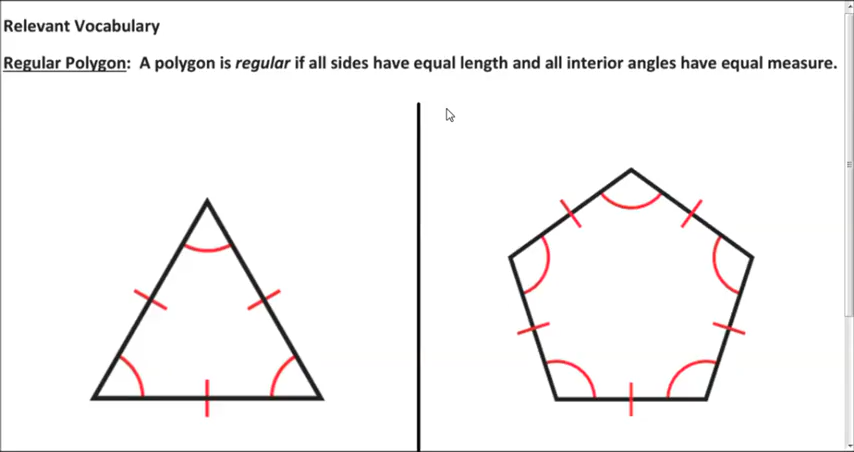 Relevant Vocabulary
Regular Polygon: A polygon is regular if all sides have equal length and all interior angles have equal measure.